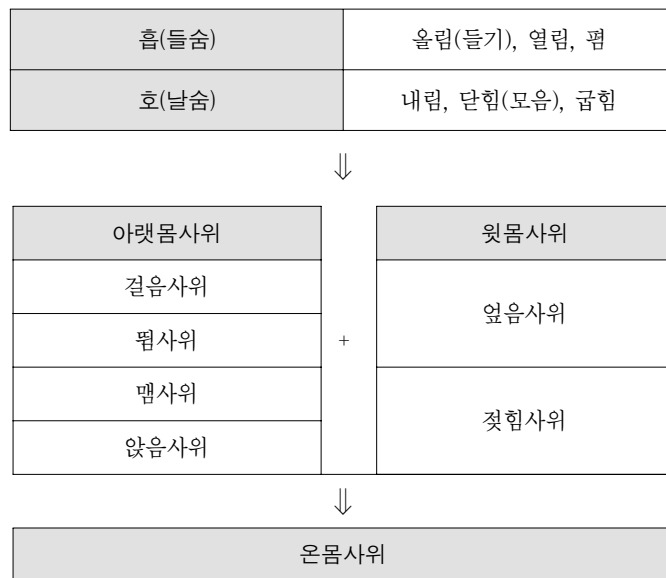 흡(들숨) 올림(들기), 열림, 폄
호(날숨) 내림, 닫힘(모음), 굽힘
⇓
아랫몸사위 윗몸사위
걸음사위
엎음사위
뜀사위
+
맴사위
젖힘사위
앉음사위
⇓
온몸사위